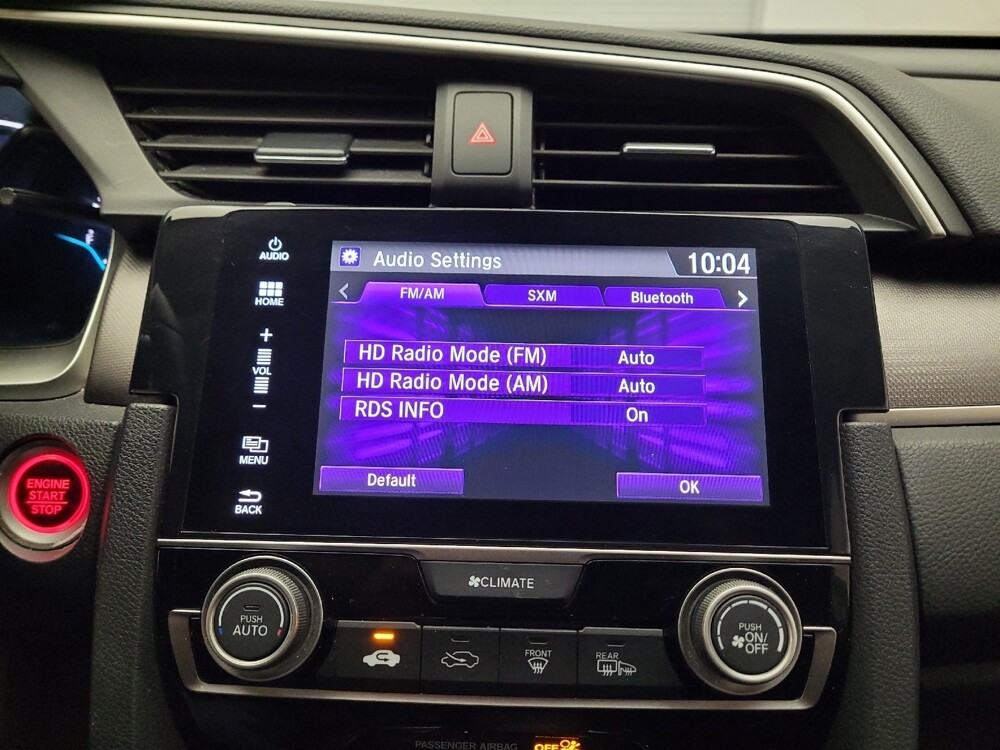 AUDIO
HOME
+
VOL
−
MENU
BACK
Audio Settings
10:04
< FM/AM SXM Bluetooth >
HD Radio Mode (FM) Auto
HD Radio Mode (AM) Auto
RDS INFO On
Default
OK
ENGINE
START
STOP
CLIMATE
PUSH
AUTO
FRONT
REAR
PUSH
ON/
OFF
PASSENGER AIRBAG
OFF